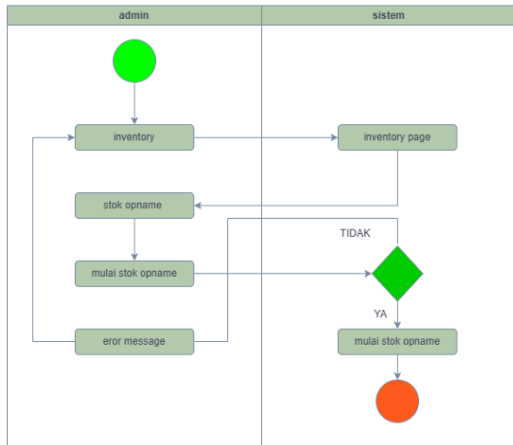 admin
sistem
inventory
inventory page
stok opname
TIDAK
mulai stok opname
YA
eror message
mulai stok opname